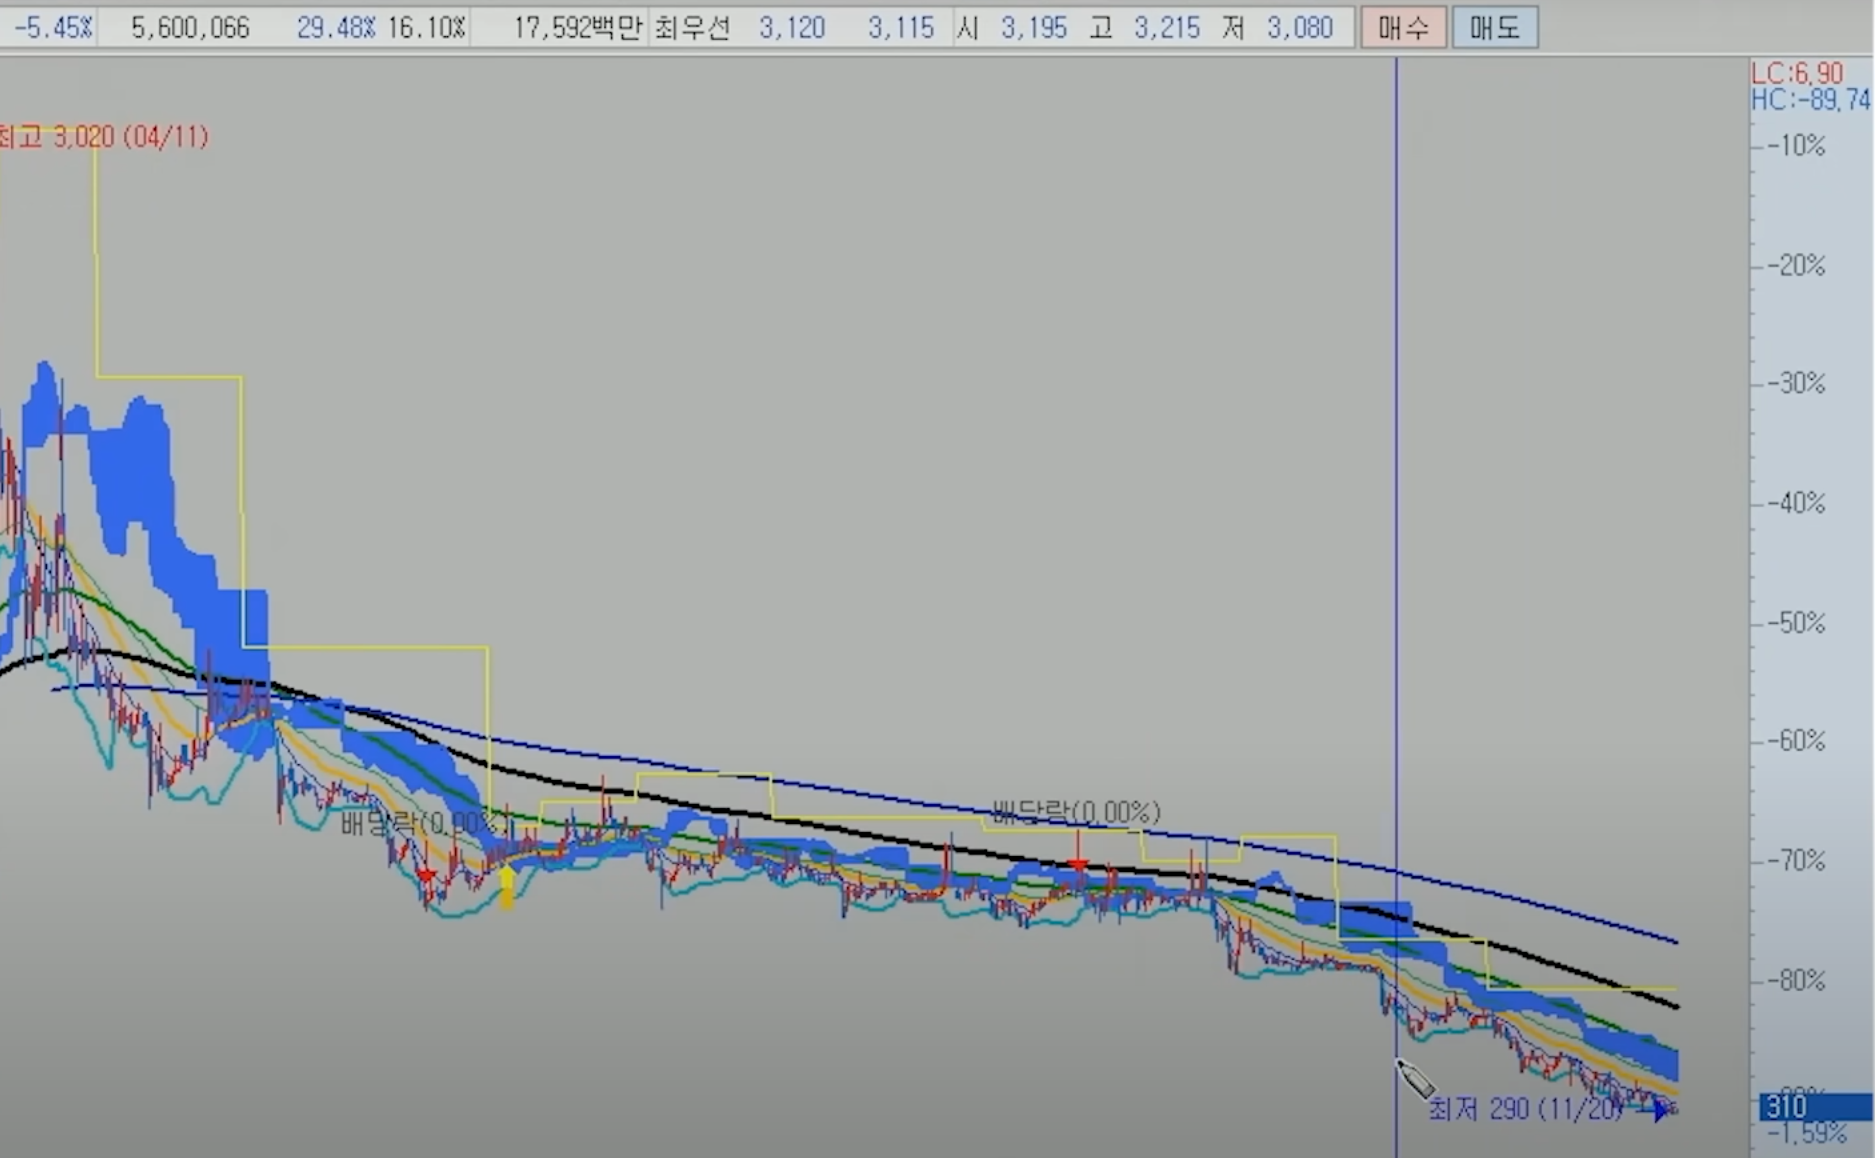 -5.45% 5,600,066 29.48% 16.10% 17,592백만 최우선 3,120 3,115 시 3,195 고 3,215 저 3,080 매수 매도
LC:6.90
HC:-89.74
최고 3,020 (04/11)
-10%
-20%
-30%
-40%
-50%
-60%
배당락(0.00%)
배당락(0.00%)
-70%
-80%
최저 290 (11/20)
310
-1.59%